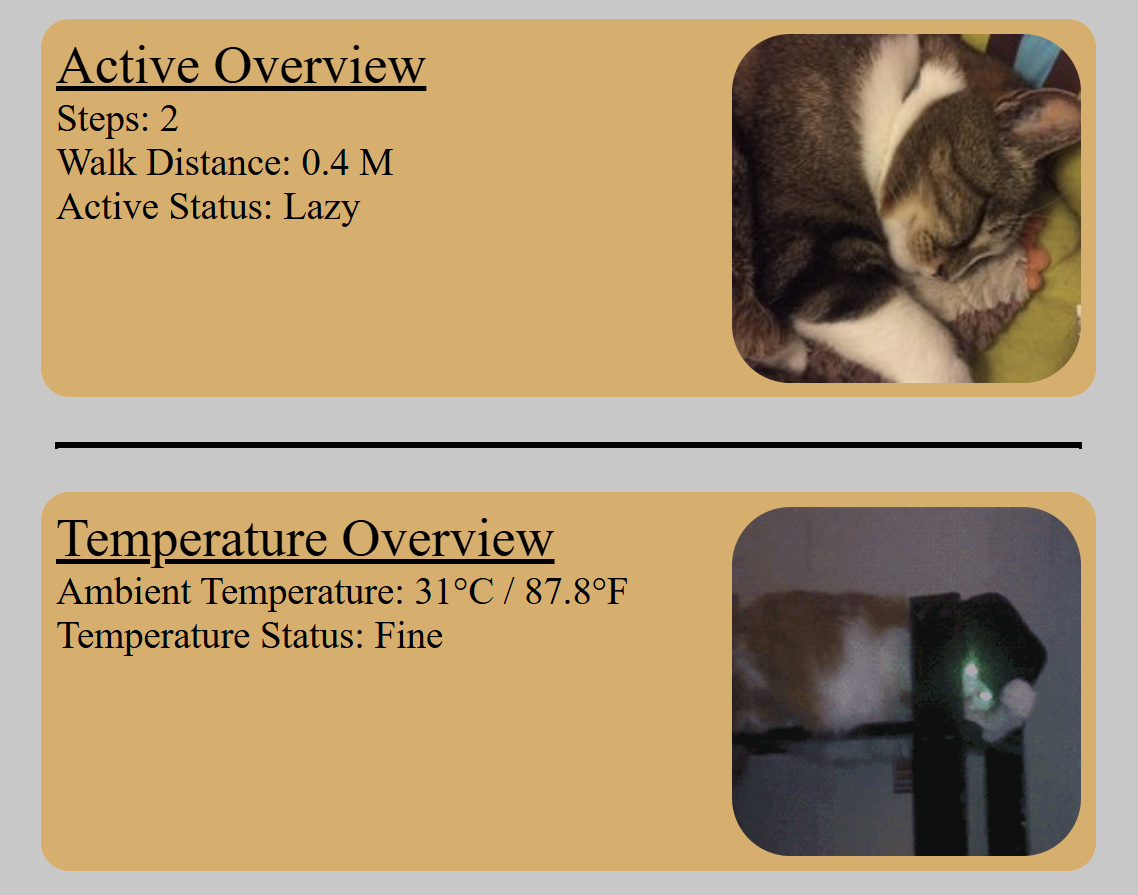 Active Overview
Steps: 2
Walk Distance: 0.4 M
Active Status: Lazy
Temperature Overview
Ambient Temperature: 31°C / 87.8°F
Temperature Status: Fine